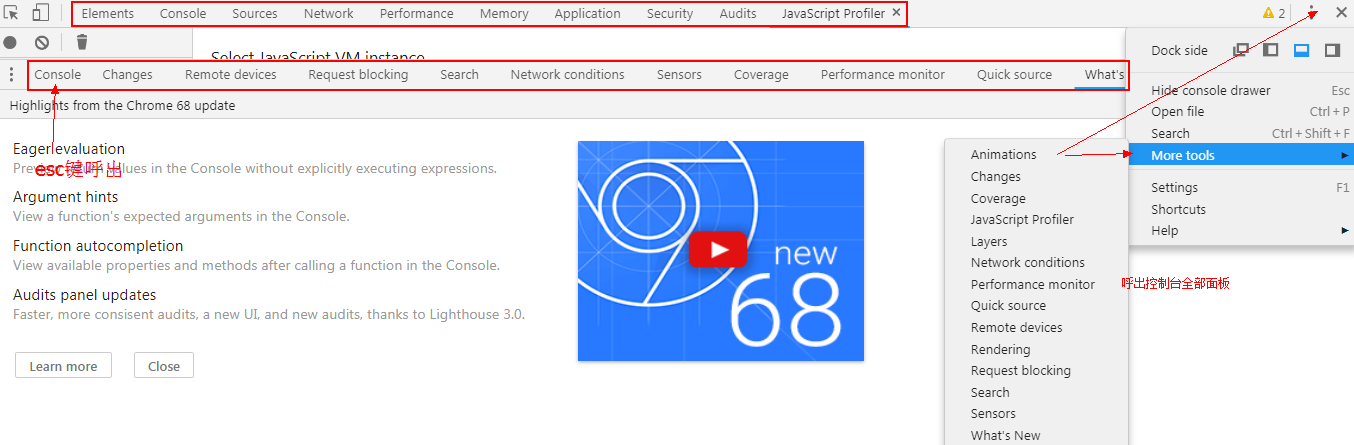 Elements Console Sources Network Performance Memory Application Security Audits JavaScript Profiler × 2
Select JavaScript VM instance
Dock side
Console Changes Remote devices Request blocking Search Network conditions Sensors Coverage Performance monitor Quick source What's
Highlights from the Chrome 68 update
Hide console drawer Esc
Open file Ctrl + P
Search Ctrl + Shift + F
More tools
Settings F1
Shortcuts
Help
Eager evaluation
values in the Console without explicitly executing expressions.
esc键呼出
Argument hints
View a function's expected arguments in the Console.
Function autocompletion
View available properties and methods after calling a function in the Console.
Audits panel updates
Faster, more consisent audits, a new UI, and new audits, thanks to Lighthouse 3.0.
Learn more Close
new
68
Animations
Changes
Coverage
JavaScript Profiler
Layers
Network conditions
Performance monitor
Quick source
Remote devices
Rendering
Request blocking
Search
Sensors
What's New
呼出控制台全部面板